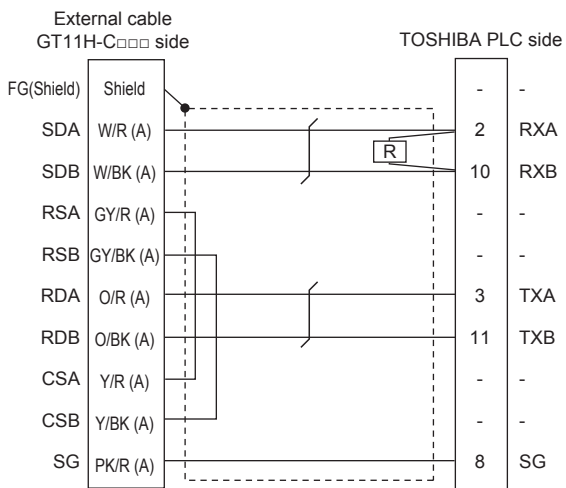 External cable
GT11H-C□□□ side
TOSHIBA PLC side
FG(Shield) Shield - -
SDA W/R (A) 2 RXA
R
SDB W/BK (A) 10 RXB
RSA GY/R (A) - -
RSB GY/BK (A) - -
RDA O/R (A) 3 TXA
RDB O/BK (A) 11 TXB
CSA Y/R (A) - -
CSB Y/BK (A) - -
SG PK/R (A) 8 SG